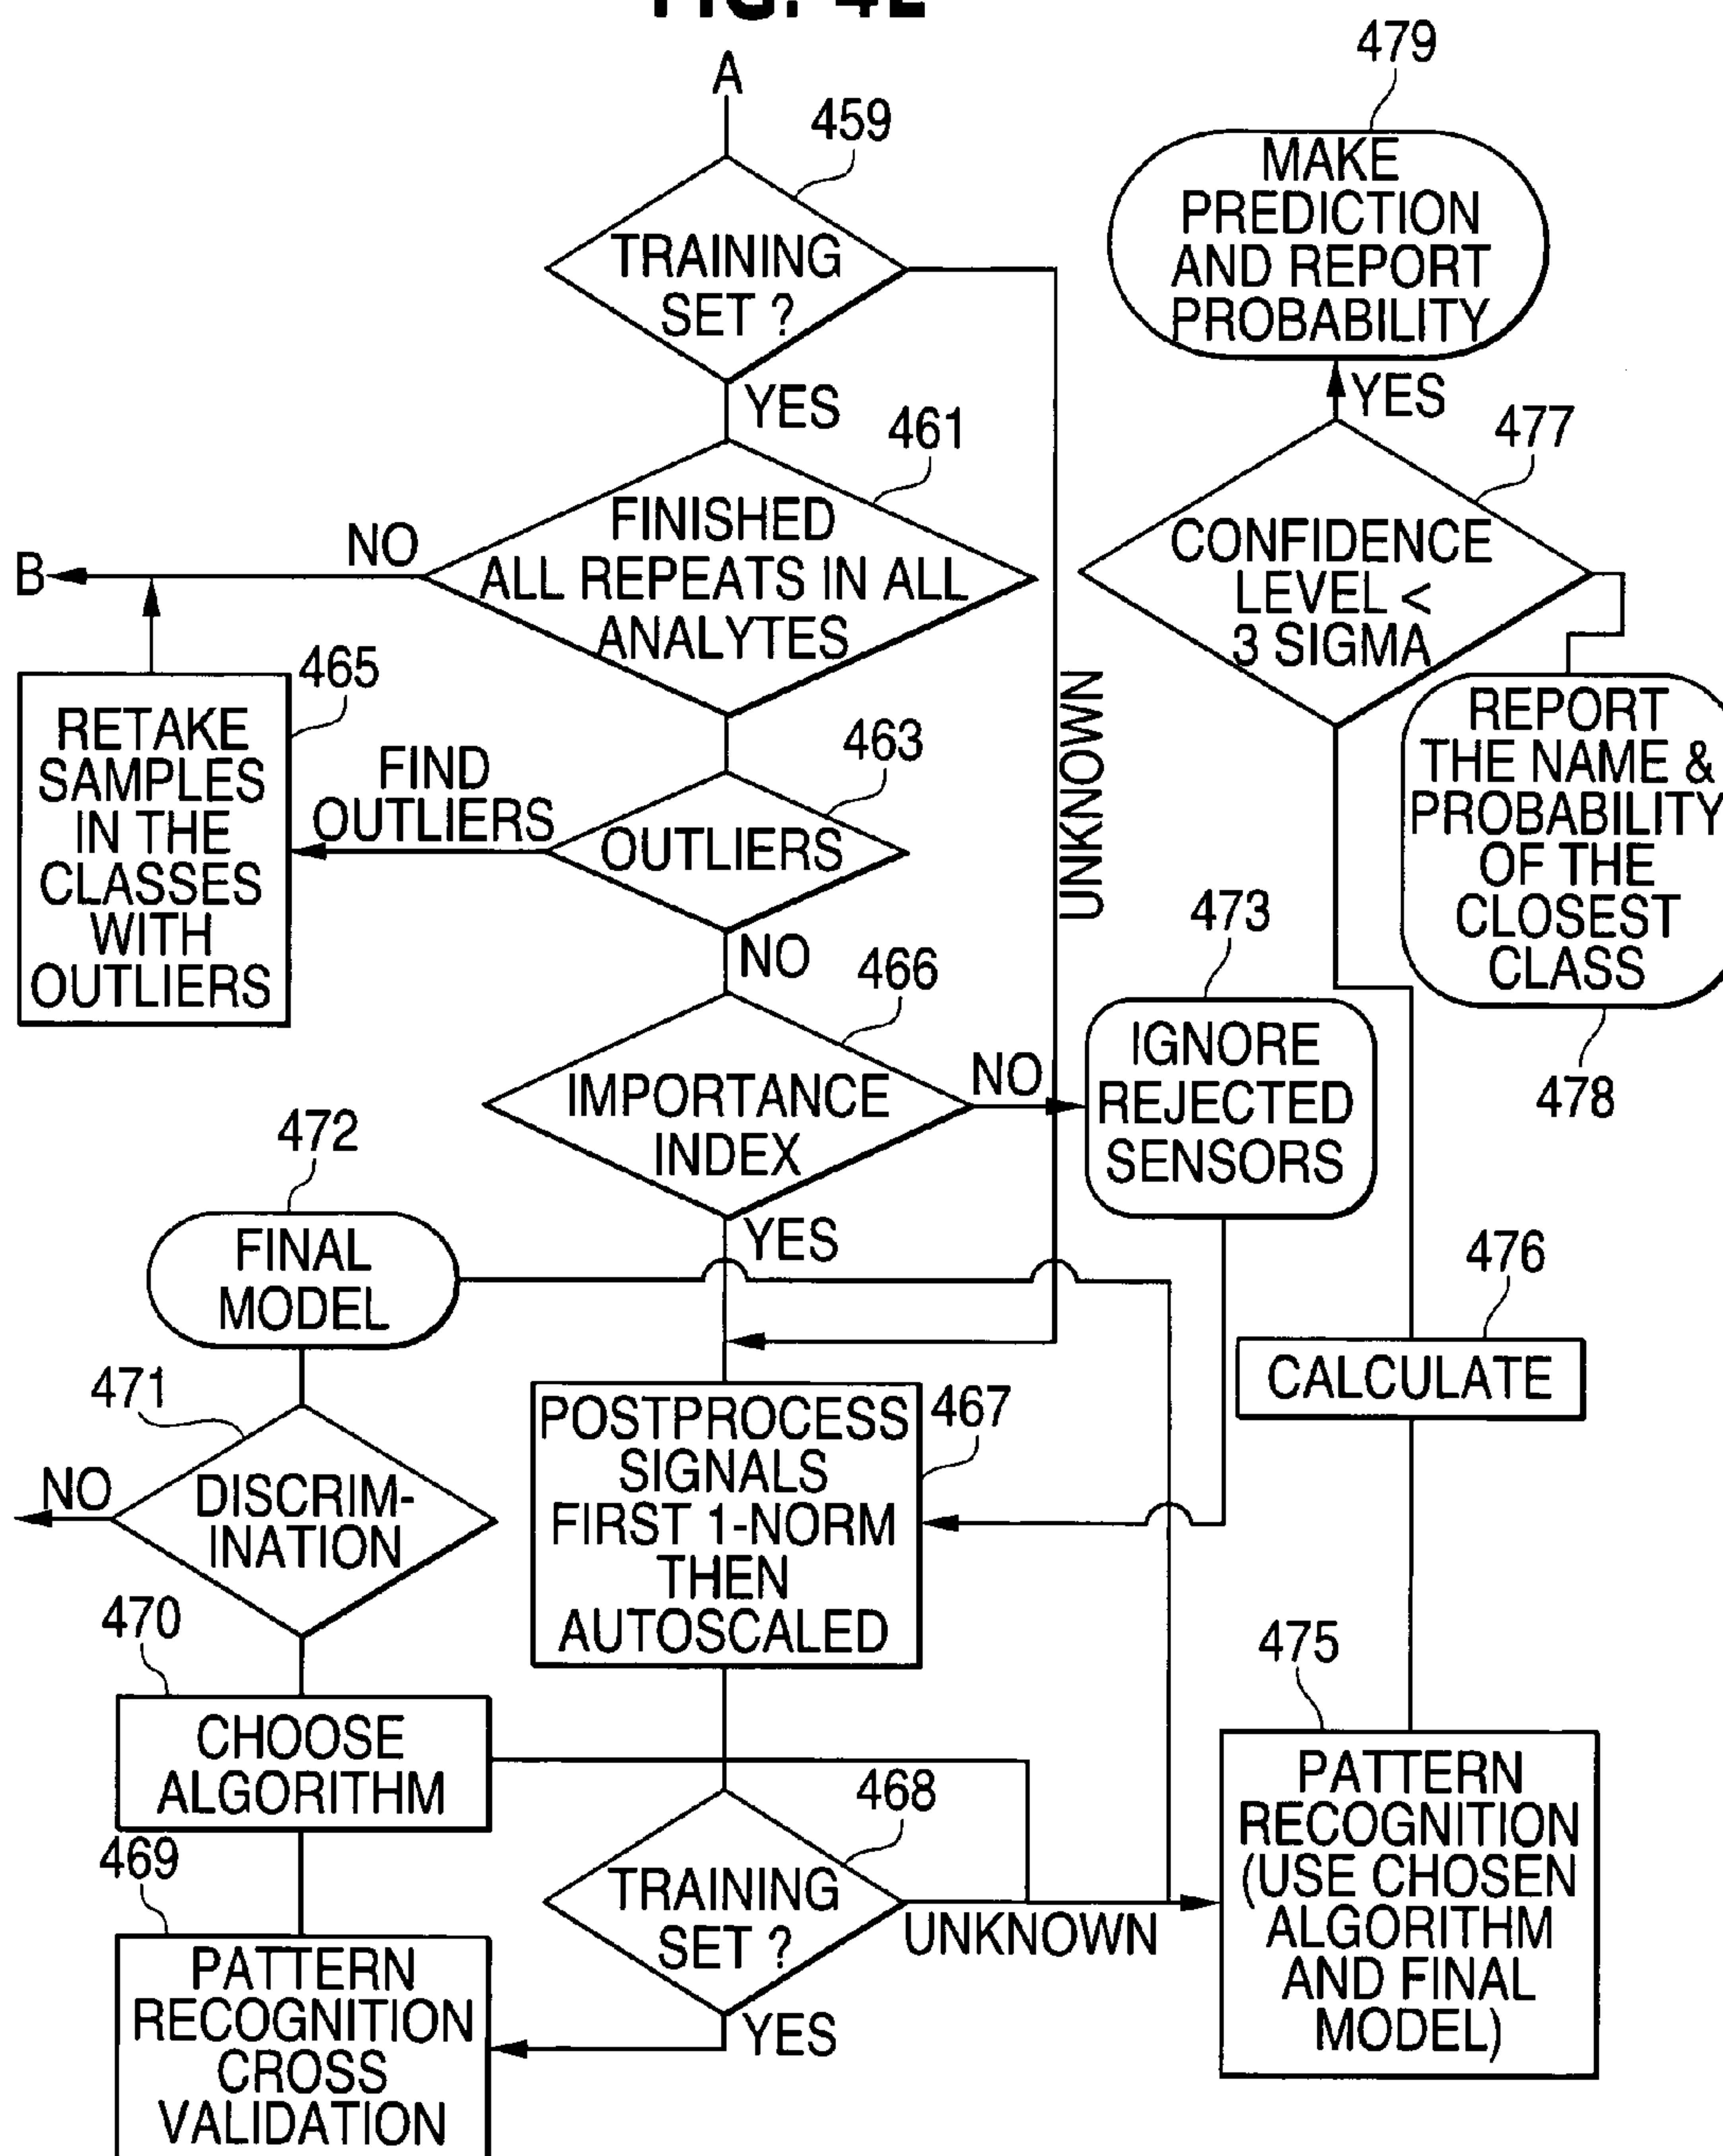 A
459
TRAINING
SET ?
YES
461
FINISHED
ALL REPEATS IN ALL
ANALYTES
NO
B
465
RETAKE
SAMPLES
IN THE
CLASSES
WITH
OUTLIERS
FIND
OUTLIERS
463
OUTLIERS
NO
UNKNOWN
466
IMPORTANCE
INDEX
NO
YES
473
IGNORE
REJECTED
SENSORS
479
MAKE
PREDICTION
AND REPORT
PROBABILITY
YES
477
CONFIDENCE
LEVEL <
3 SIGMA
REPORT
THE NAME &
PROBABILITY
OF THE
CLOSEST
CLASS
478
472
FINAL
MODEL
471
DISCRIM-
INATION
NO
470
CHOOSE
ALGORITHM
469
PATTERN
RECOGNITION
CROSS
VALIDATION
POSTPROCESS
SIGNALS
FIRST 1-NORM
THEN
AUTOSCALED
467
468
TRAINING
SET ?
UNKNOWN
YES
476
CALCULATE
475
PATTERN
RECOGNITION
(USE CHOSEN
ALGORITHM
AND FINAL
MODEL)